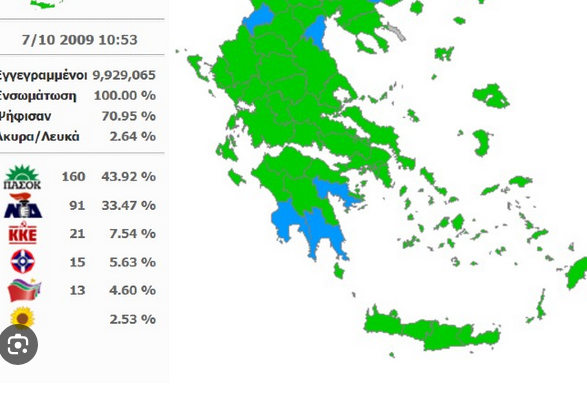 7/10 2009 10:53
Εγγεγραμμένοι 9,929,065
Ενσωμάτωση 100.00 %
Ψήφισαν 70.95 %
Άκυρα/Λευκά 2.64 %
ΠΑΣΟΚ 160 43.92 %
ΝΔ 91 33.47 %
ΚΚΕ 21 7.54 %
15 5.63 %
13 4.60 %
2.53 %